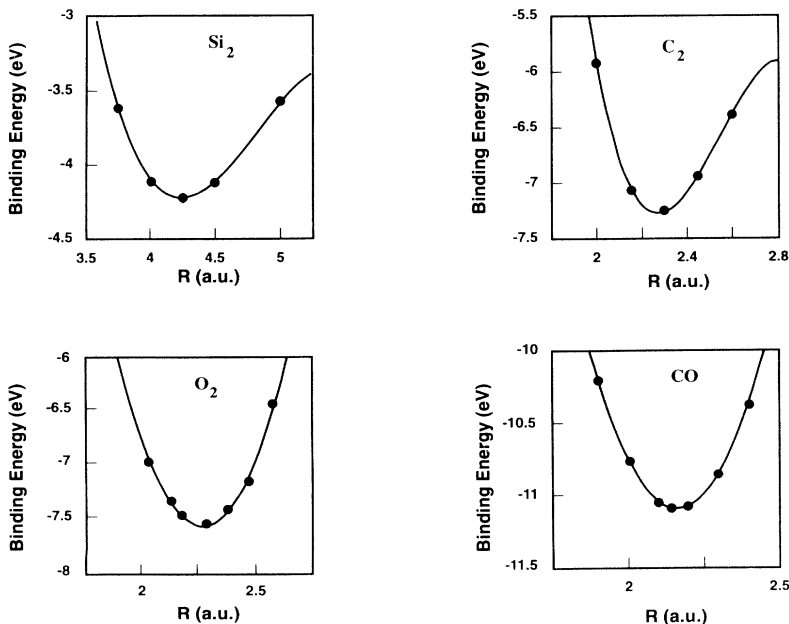 Si2
Binding Energy (eV)
-3
-3.5
-4
-4.5
3.5 4 4.5 5
R (a.u.)
C2
Binding Energy (eV)
-5.5
-6
-6.5
-7
-7.5
2 2.4 2.8
R (a.u.)
O2
Binding Energy (eV)
-6
-6.5
-7
-7.5
-8
2 2.5
R (a.u.)
CO
Binding Energy (eV)
-10
-10.5
-11
-11.5
2 2.5
R (a.u.)